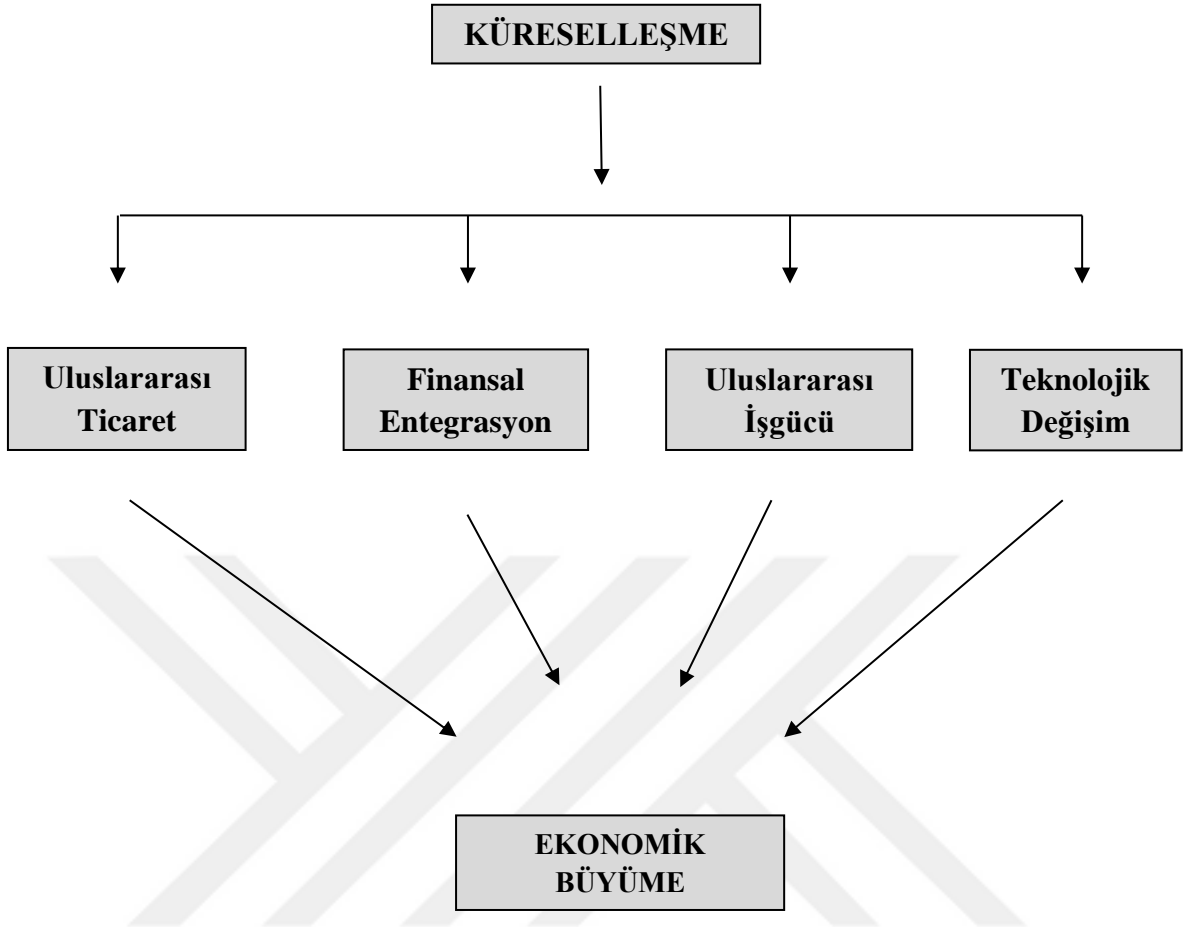 KÜRESELLEŞME
Uluslararası
Ticaret
Finansal
Entegrasyon
Uluslararası
İşgücü
Teknolojik
Değişim
EKONOMİK
BÜYÜME